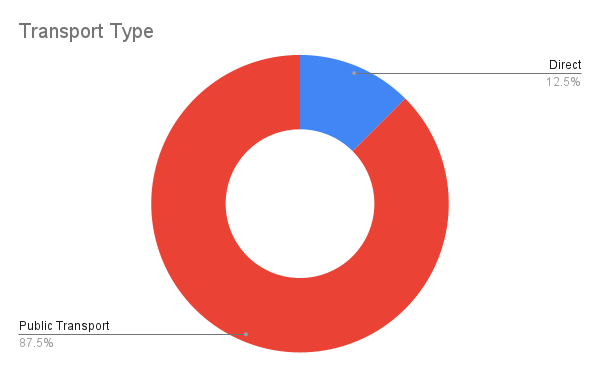 Transport Type
Direct
12.5%
Public Transport
87.5%